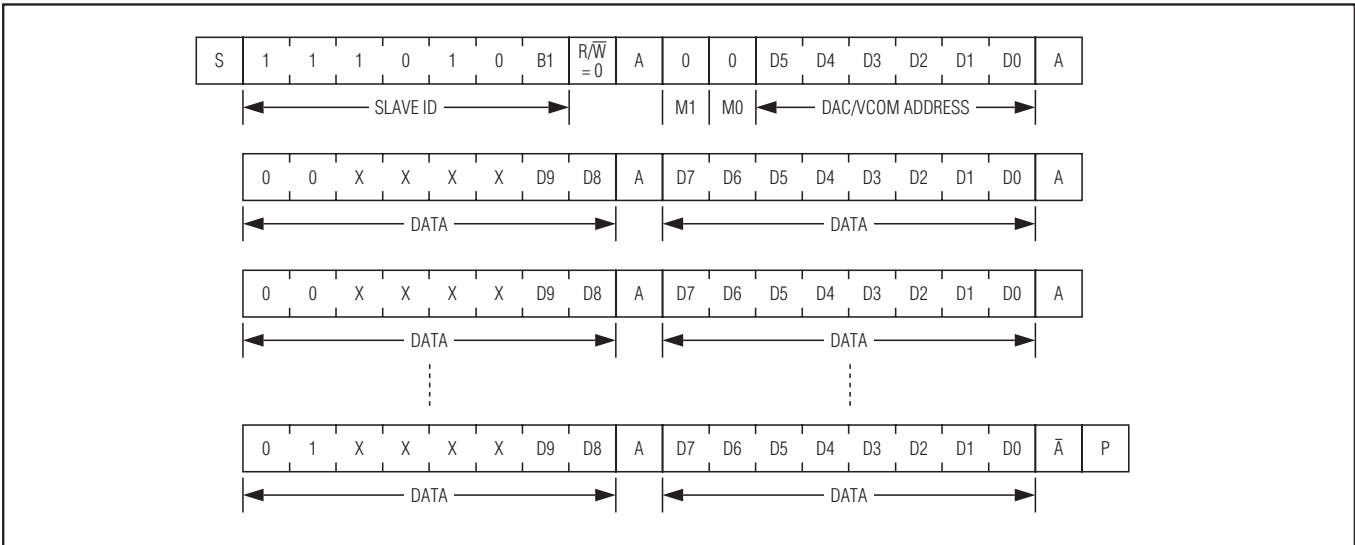 S 1 1 1 0 1 0 B1 R/W̅ = 0 A 0 0 D5 D4 D3 D2 D1 D0 A
SLAVE ID M1 M0 DAC/VCOM ADDRESS
0 0 X X X X D9 D8 A D7 D6 D5 D4 D3 D2 D1 D0 A
DATA DATA
0 0 X X X X D9 D8 A D7 D6 D5 D4 D3 D2 D1 D0 A
DATA DATA
0 1 X X X X D9 D8 A D7 D6 D5 D4 D3 D2 D1 D0 A̅ P
DATA DATA